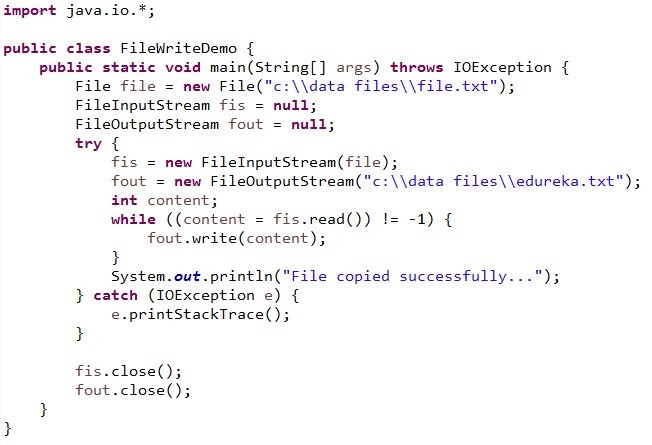 import java.io.*;

public class FileWriteDemo {
    public static void main(String[] args) throws IOException {
        File file = new File("c:\\data files\\file.txt");
        FileInputStream fis = null;
        FileOutputStream fout = null;
        try {
            fis = new FileInputStream(file);
            fout = new FileOutputStream("c:\\data files\\edureka.txt");
            int content;
            while ((content = fis.read()) != -1) {
                fout.write(content);
            }
            System.out.println("File copied successfully...");
        } catch (IOException e) {
            e.printStackTrace();
        }

        fis.close();
        fout.close();
    }
}